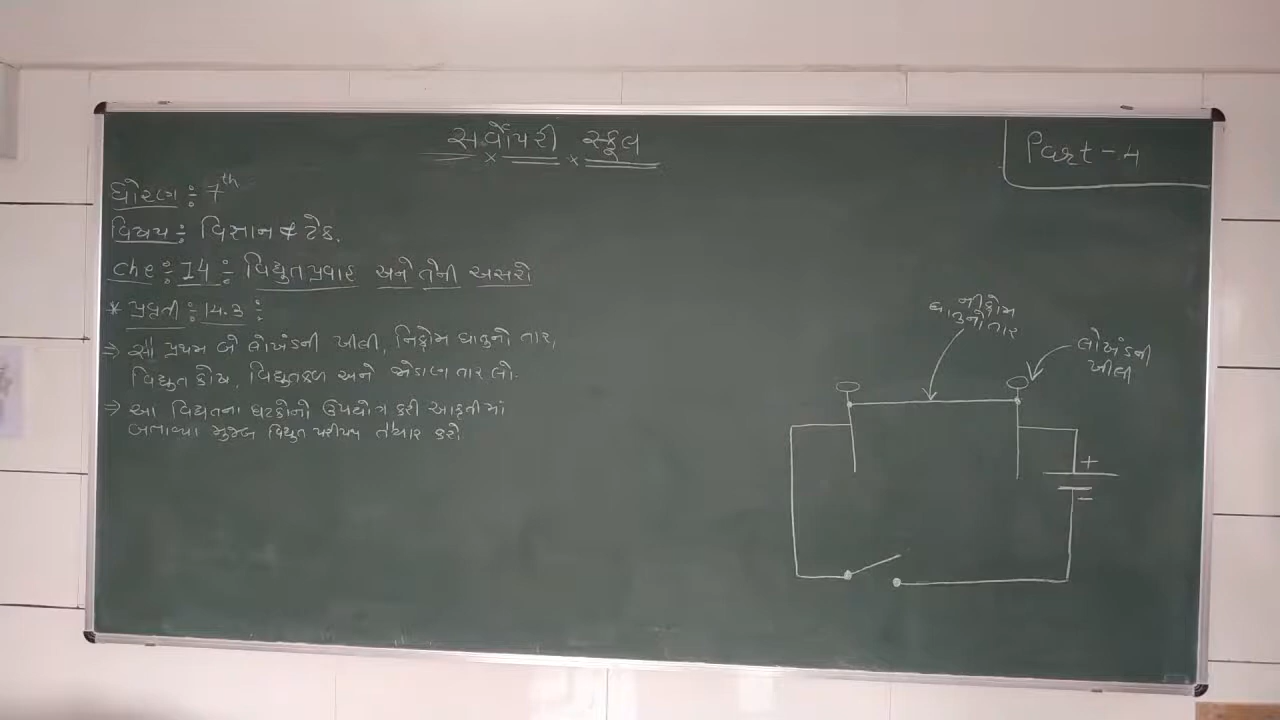 સર્વોપરી સ્કૂલ
Part - 4
ધોરણ : 7th
વિષય : વિજ્ઞાન & ટેક.
che : 14 : વિદ્યુતપ્રવાહ અને તેની અસરો
* પ્રવૃતી : 14.3 :
⇒ સૌ પ્રથમ બે લોખંડની ખીલી, નિક્રોમ ધાતુનો તાર,
વિદ્યુત કોષ, વિદ્યુતકળ અને જોડાણ તાર લો.
⇒ આ વિદ્યુતના ઘટકોનો ઉપયોગ કરી આકૃતીમાં
બતાવ્યા મુજબ વિદ્યુત પરીપથ તૈયાર કરો
નીક્રોમ
ધાતુનો તાર
લોખંડની
ખીલી
+
−